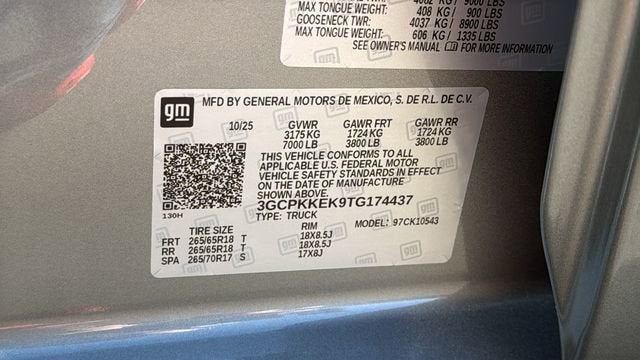 4082 KG / 9000 LBS
MAX TONGUE WEIGHT: 408 KG / 900 LBS
GOOSENECK TWR: 4037 KG / 8900 LBS
MAX TONGUE WEIGHT: 606 KG / 1335 LBS
SEE OWNER'S MANUAL FOR MORE INFORMATION
gm MFD BY GENERAL MOTORS DE MEXICO, S. DE R.L. DE C.V.
10/25 GVWR GAWR FRT GAWR RR
3175 KG 1724 KG 1724 KG
7000 LB 3800 LB 3800 LB
THIS VEHICLE CONFORMS TO ALL
APPLICABLE U.S. FEDERAL MOTOR
VEHICLE SAFETY STANDARDS IN EFFECT
ON THE DATE OF MANUFACTURE
SHOWN ABOVE.
3GCPKKEK9TG174437
130H TYPE: TRUCK MODEL: 97CK10543
TIRE SIZE RIM
FRT 265/65R18 T 18X8.5J
RR 265/65R18 T 18X8.5J
SPA 265/70R17 S 17X8J